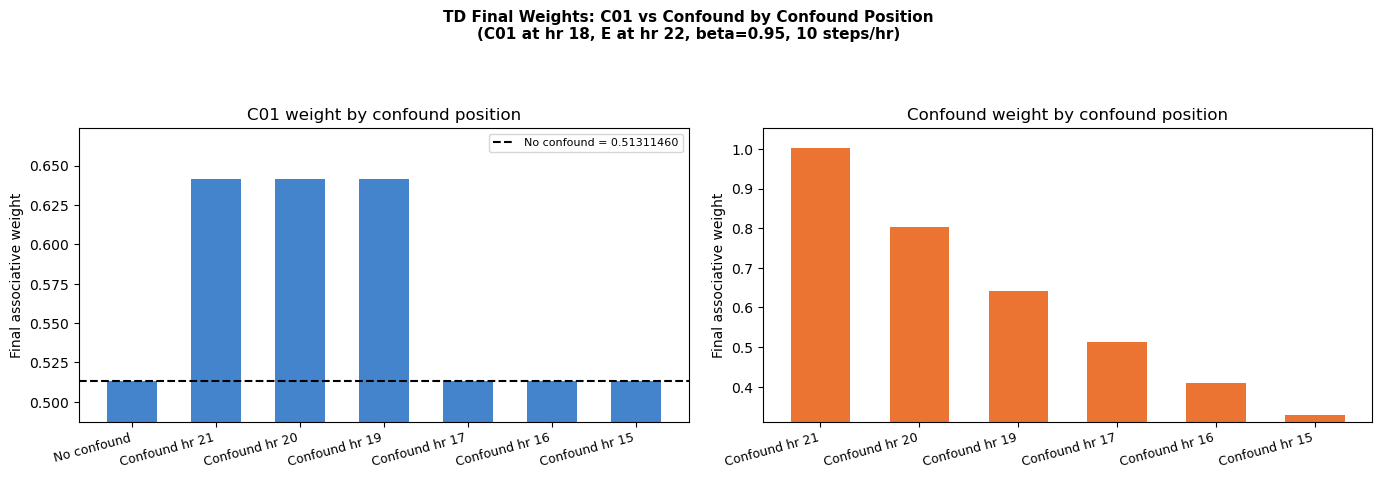 TD Final Weights: C01 vs Confound by Confound Position
(C01 at hr 18, E at hr 22, beta=0.95, 10 steps/hr)
C01 weight by confound position
Final associative weight
0.650
0.625
0.600
0.575
0.550
0.525
0.500
No confound = 0.51311460
No confound
Confound hr 21
Confound hr 20
Confound hr 19
Confound hr 17
Confound hr 16
Confound hr 15
Confound weight by confound position
Final associative weight
1.0
0.9
0.8
0.7
0.6
0.5
0.4
Confound hr 21
Confound hr 20
Confound hr 19
Confound hr 17
Confound hr 16
Confound hr 15